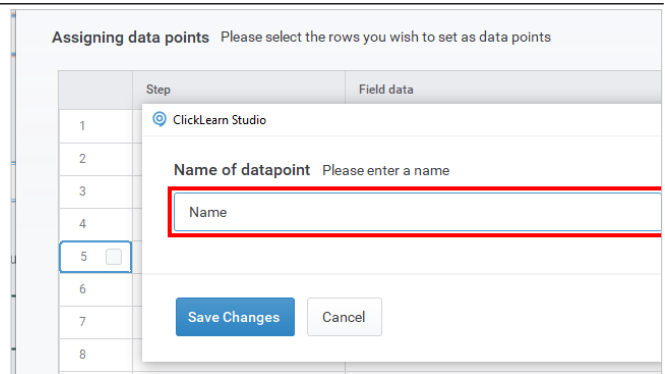 Assigning data points Please select the rows you wish to set as data points
Step Field data
1
ClickLearn Studio
2
Name of datapoint Please enter a name
3
Name
4
5
6
7
Save Changes Cancel
8